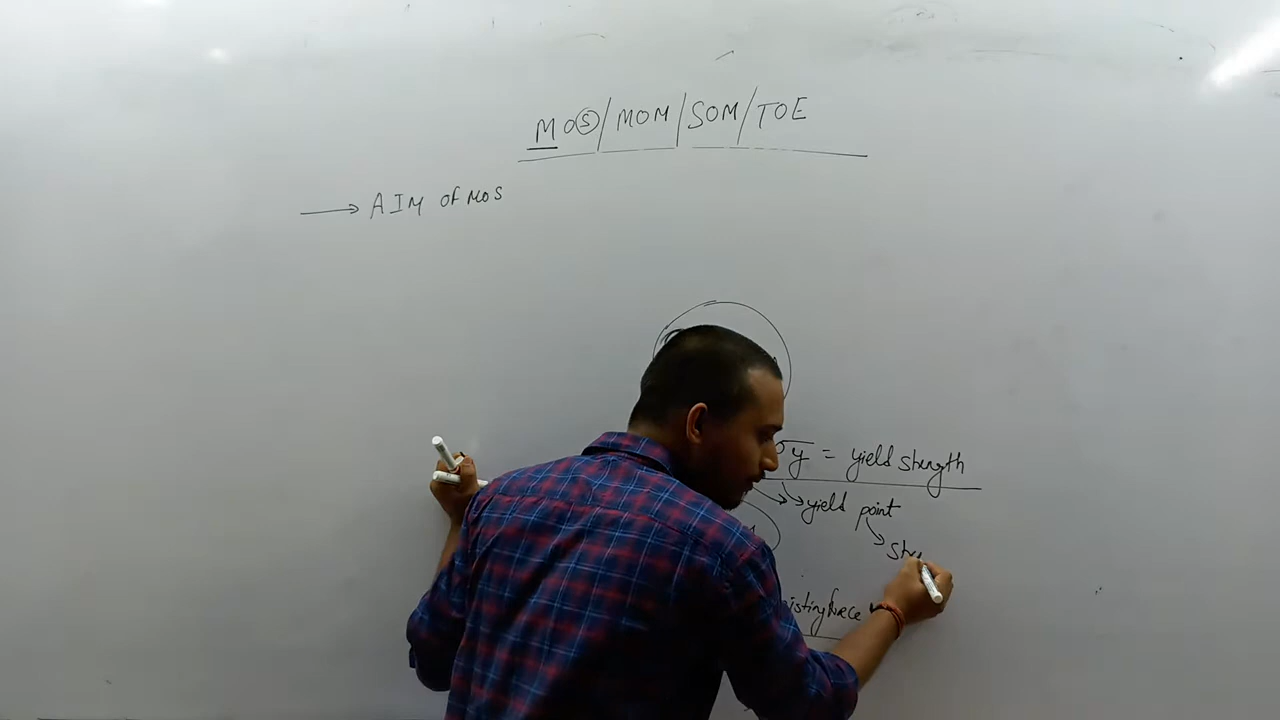 MOS/MOM/SOM/TOE
→ AIM OF MOS
σy = yield strength
→ yield point